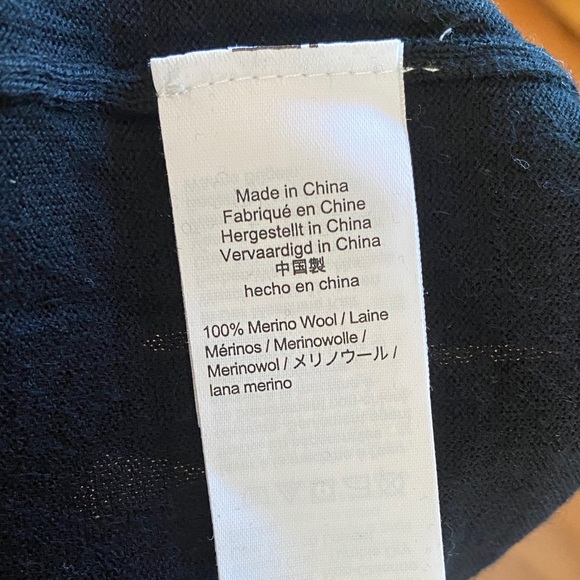 Made in China
Fabriqué en Chine
Hergestellt in China
Vervaardigd in China
中国製
hecho en china
100% Merino Wool / Laine
Mérinos / Merinowolle /
Merinowol / メリノウール /
lana merino